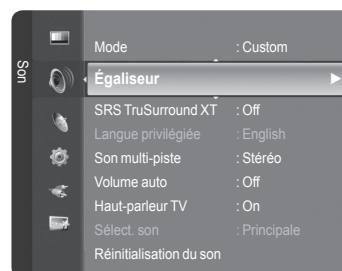 Son
Mode : Custom
Égaliseur
SRS TruSurround XT : Off
Langue privilégiée : English
Son multi-piste : Stéréo
Volume auto : Off
Haut-parleur TV : On
Sélect. son : Principale
Réinitialisation du son